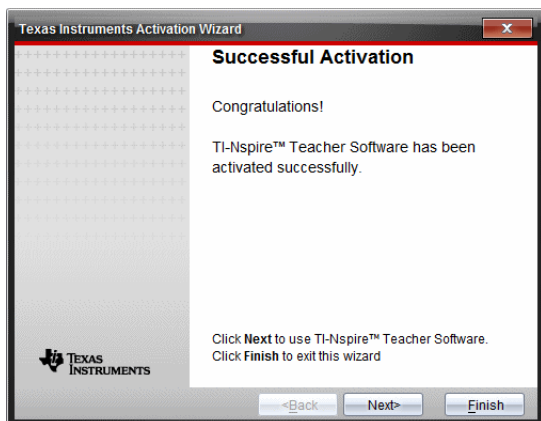 Texas Instruments Activation Wizard
x
Successful Activation
Congratulations!
TI-Nspire™ Teacher Software has been
activated successfully.
Click Next to use TI-Nspire™ Teacher Software.
Click Finish to exit this wizard
TEXAS
INSTRUMENTS
<Back
Next>
Finish